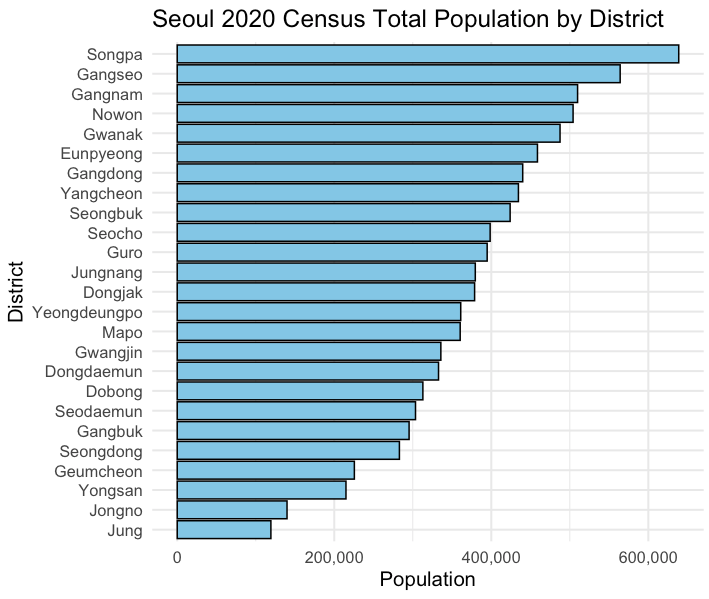 Seoul 2020 Census Total Population by District
District
Songpa
Gangseo
Gangnam
Nowon
Gwanak
Eunpyeong
Gangdong
Yangcheon
Seongbuk
Seocho
Guro
Jungnang
Dongjak
Yeongdeungpo
Mapo
Gwangjin
Dongdaemun
Dobong
Seodaemun
Gangbuk
Seongdong
Geumcheon
Yongsan
Jongno
Jung
0 200,000 400,000 600,000
Population